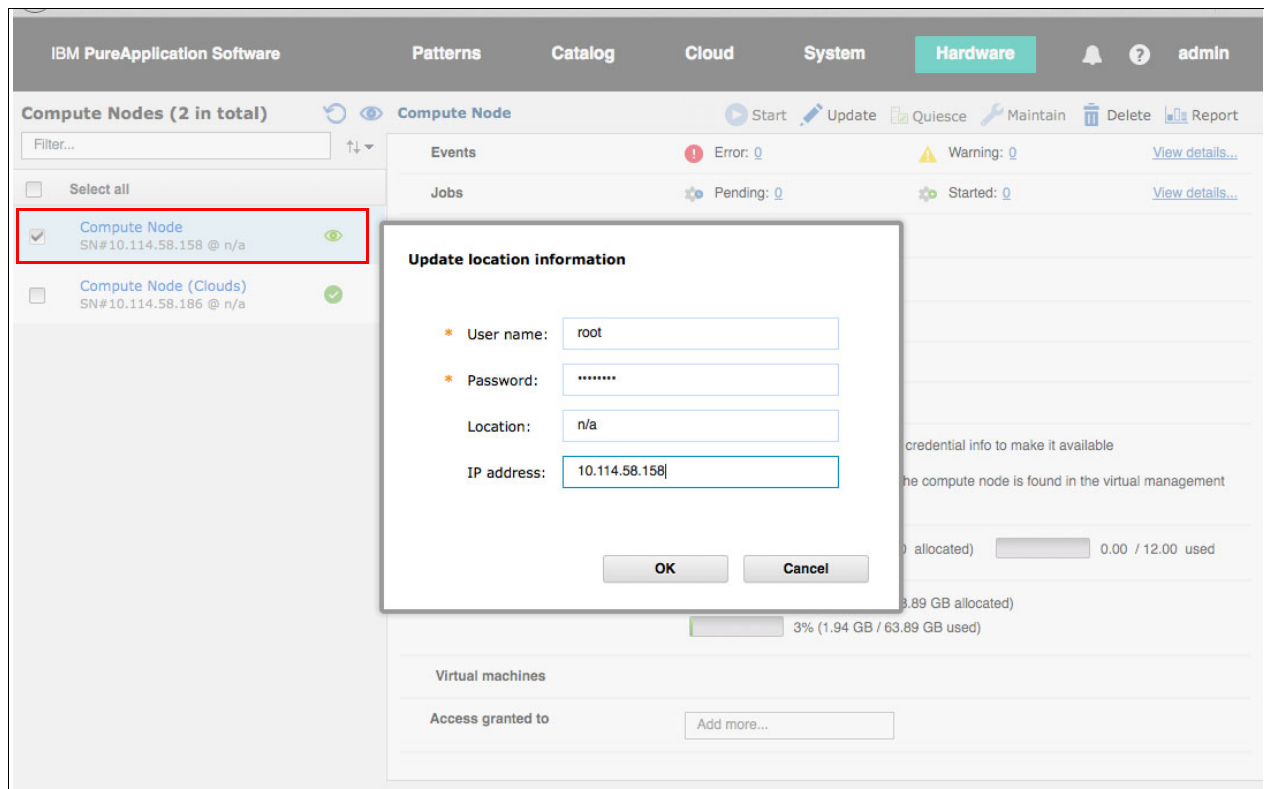 IBM PureApplication Software Patterns Catalog Cloud System Hardware admin
Compute Nodes (2 in total)
Filter...
Select all
Compute Node
SN#10.114.58.158 @ n/a
Compute Node (Clouds)
SN#10.114.58.186 @ n/a
Compute Node Start Update Quiesce Maintain Delete Report
Events Error: 0 Warning: 0 View details...
Jobs Pending: 0 Started: 0 View details...
Update location information
* User name: root
* Password: ••••••••
Location: n/a
IP address: 10.114.58.158
OK Cancel
credential info to make it available
he compute node is found in the virtual management
allocated) 0.00 / 12.00 used
.89 GB allocated)
3% (1.94 GB / 63.89 GB used)
Virtual machines
Access granted to Add more...